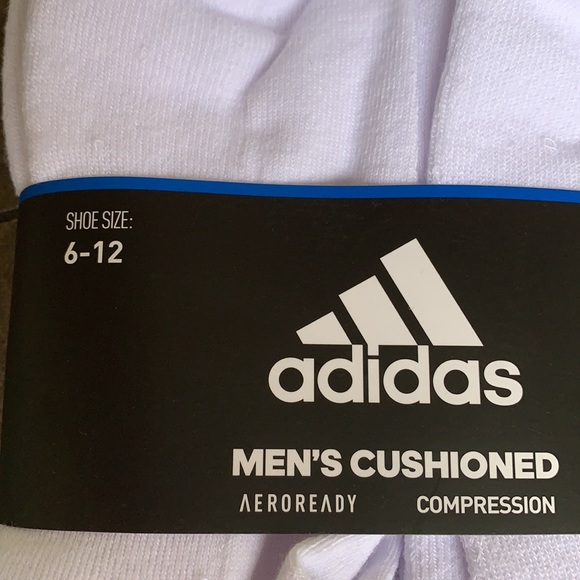 SHOE SIZE:
6-12
adidas
MEN'S CUSHIONED
AEROREADY COMPRESSION